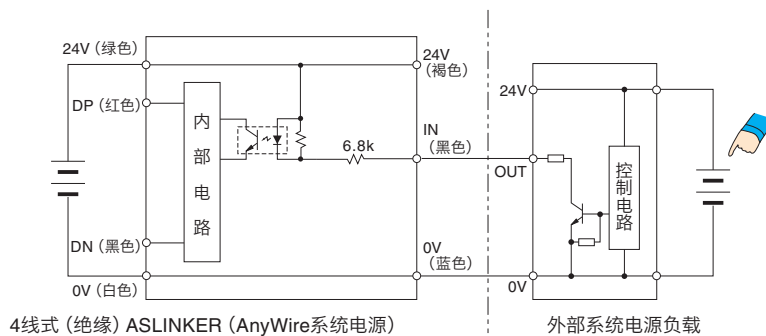 24V (绿色)
24V
(褐色)
DP (红色)
内
部
电
路
6.8k
IN
(黑色)
DN (黑色)
0V
(蓝色)
0V (白色)
24V
OUT
控制电路
0V
4线式 (绝缘) ASLINKER (AnyWire系统电源)
外部系统电源负载